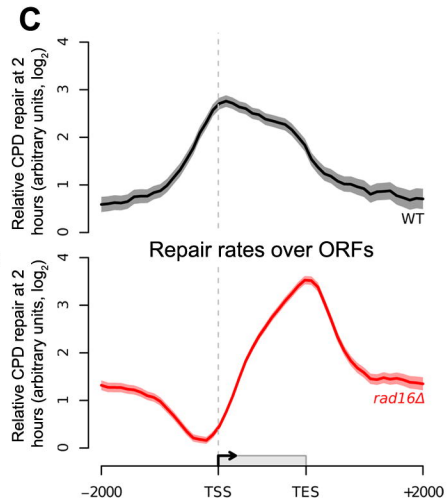 C
Relative CPD repair at 2
hours (arbitrary units, log2)
4
3
2
1
0
WT
Repair rates over ORFs
Relative CPD repair at 2
hours (arbitrary units, log2)
4
3
2
1
0
rad16Δ
−2000 TSS TES +2000